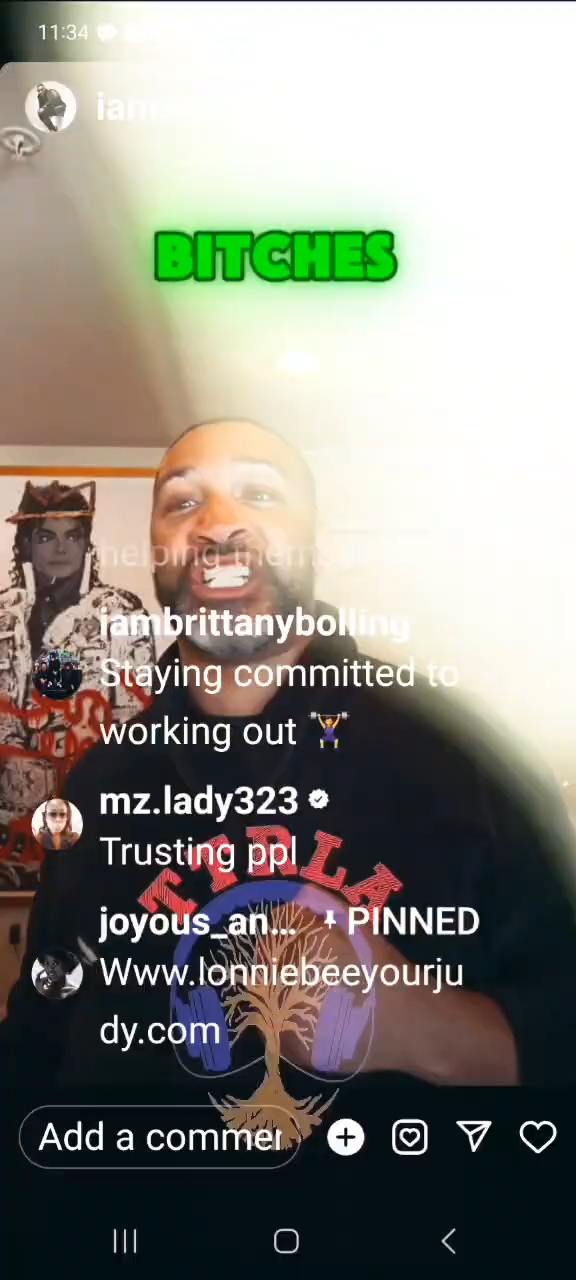 11:34
BITCHES
iambrittanybolling
Staying committed to
working out
mz.lady323
Trusting ppl
joyous_an... PINNED
Www.lonniebeeyourju
dy.com
TTRLA
Add a commen